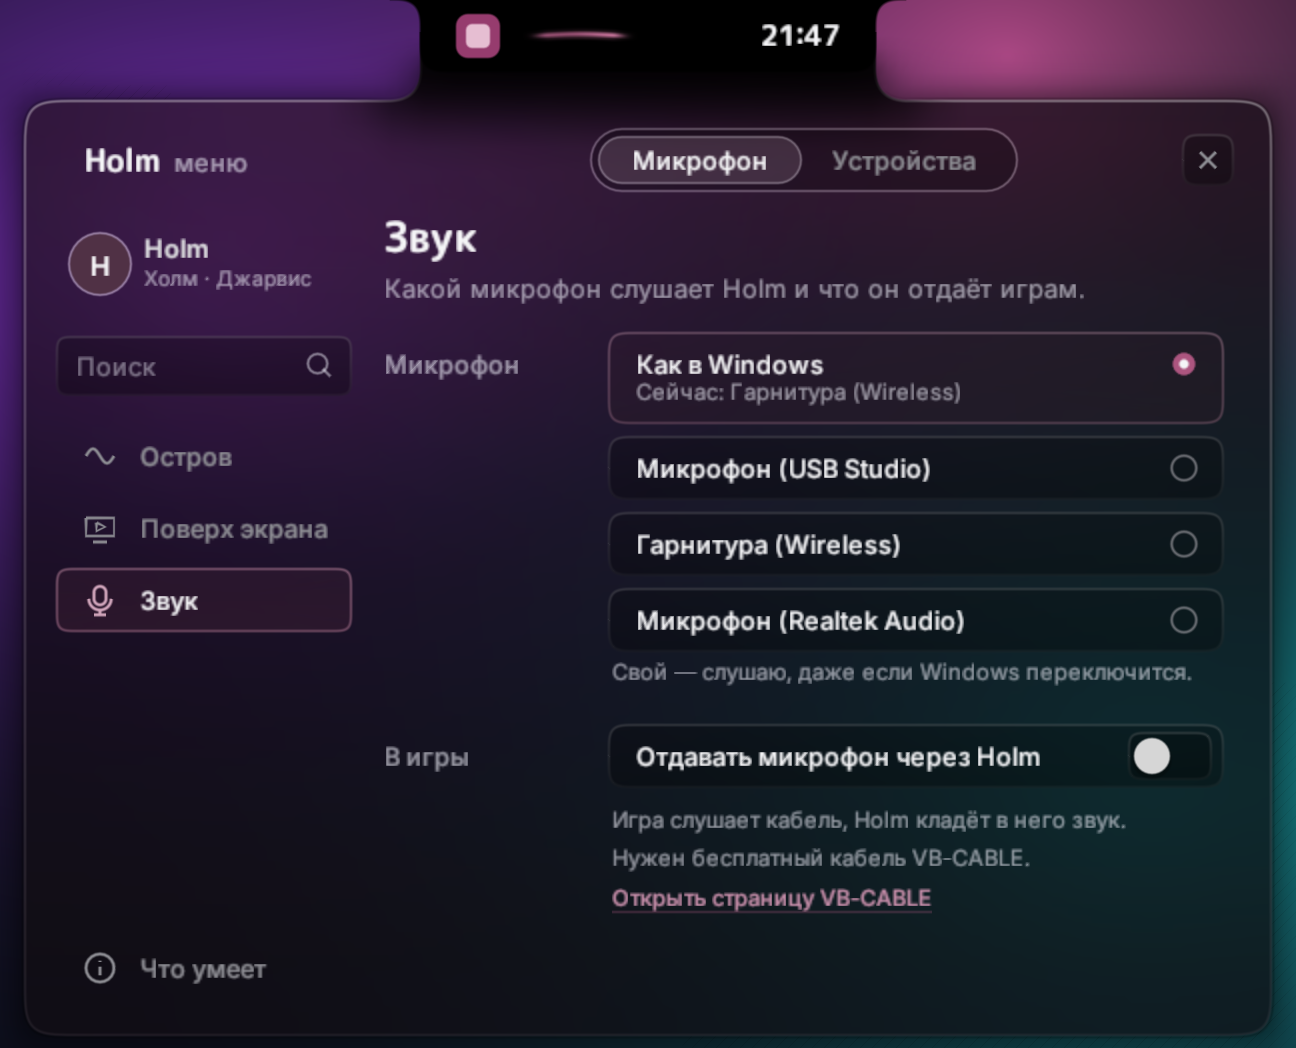 21:47
Holm меню
Микрофон
Устройства
H
Holm
Холм · Джарвис
Поиск
Остров
Поверх экрана
Звук
Что умеет
Звук
Какой микрофон слушает Holm и что он отдаёт играм.
Микрофон
Как в Windows
Сейчас: Гарнитура (Wireless)
Микрофон (USB Studio)
Гарнитура (Wireless)
Микрофон (Realtek Audio)
Свой — слушаю, даже если Windows переключится.
В игры
Отдавать микрофон через Holm
Игра слушает кабель, Holm кладёт в него звук.
Нужен бесплатный кабель VB-CABLE.
Открыть страницу VB-CABLE